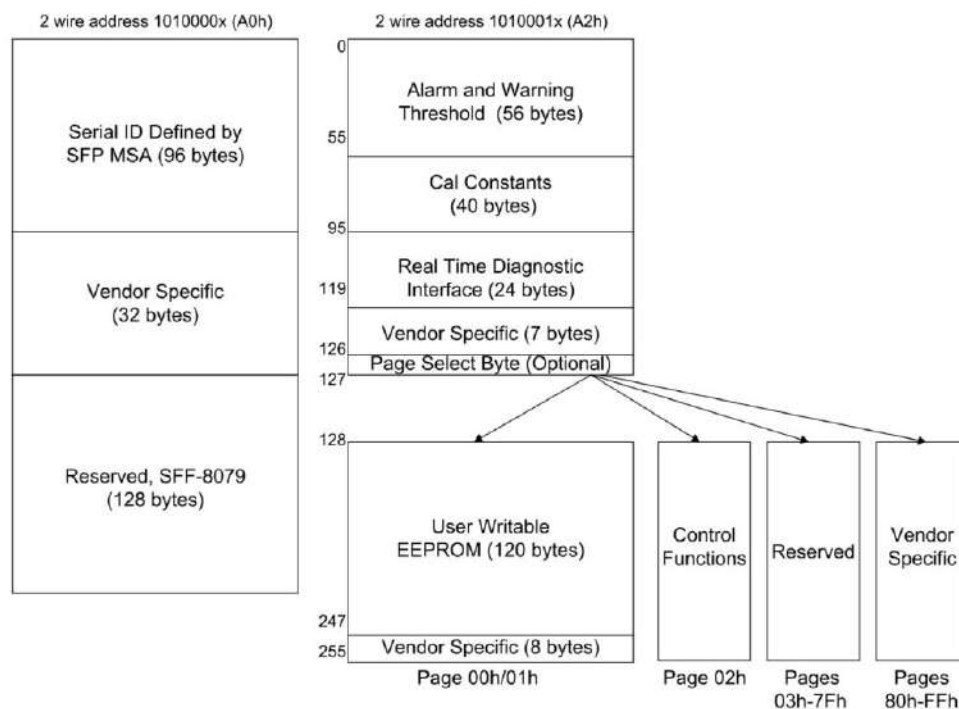 2 wire address 1010000x (A0h)
Serial ID Defined by
SFP MSA (96 bytes)
Vendor Specific
(32 bytes)
Reserved, SFF-8079
(128 bytes)
2 wire address 1010001x (A2h)
0
Alarm and Warning
Threshold (56 bytes)
55
Cal Constants
(40 bytes)
95
Real Time Diagnostic
Interface (24 bytes)
119
Vendor Specific (7 bytes)
126
Page Select Byte (Optional)
127
128
User Writable
EEPROM (120 bytes)
247
Vendor Specific (8 bytes)
255
Page 00h/01h
Control
Functions
Page 02h
Reserved
Pages
03h-7Fh
Vendor
Specific
Pages
80h-FFh